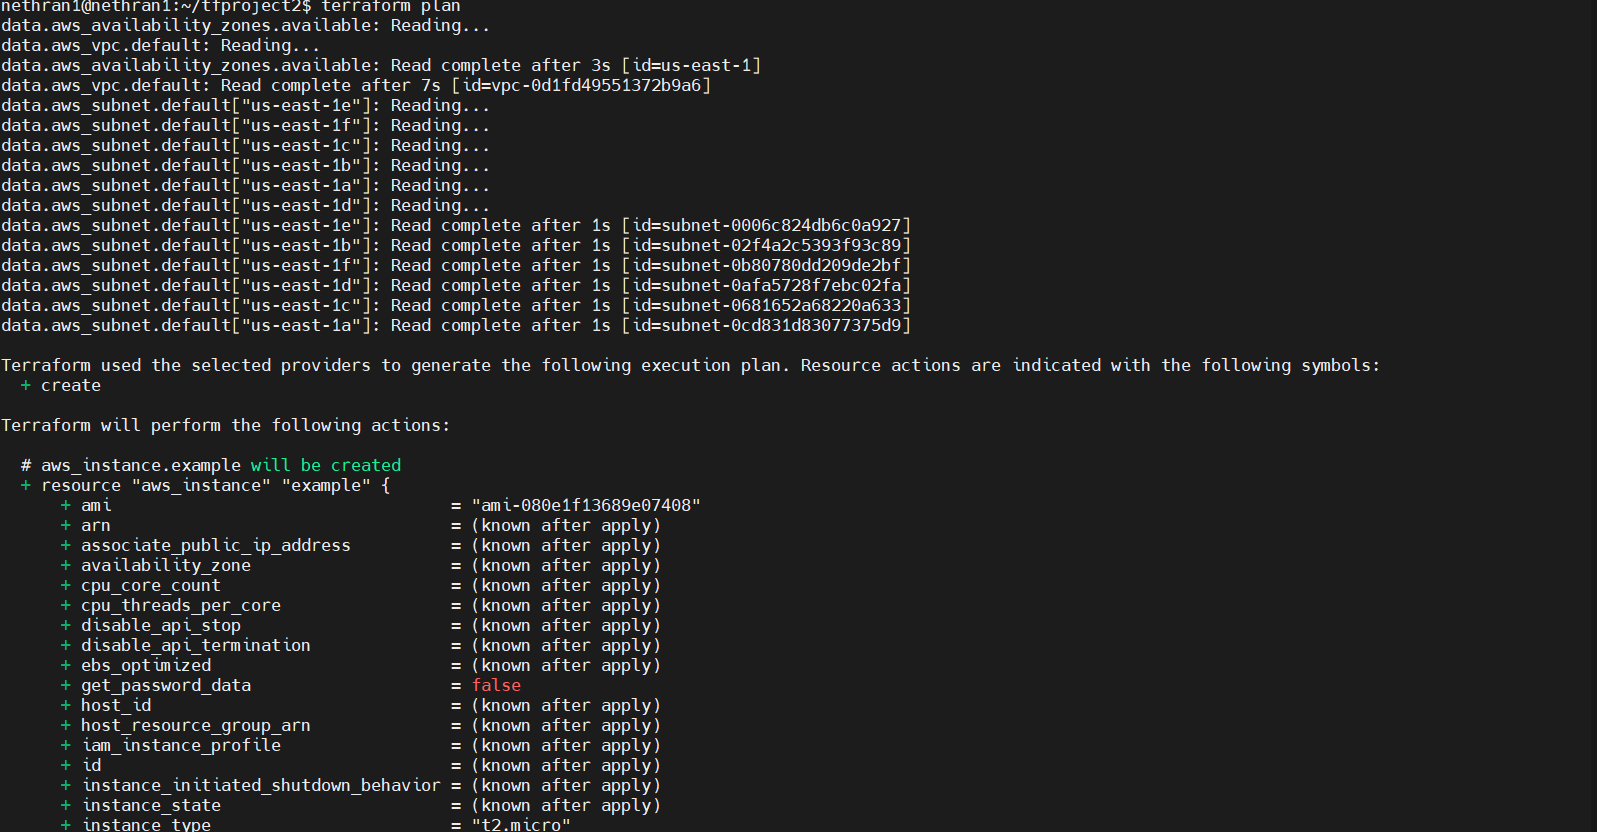 nethran1@nethran1:~/tfproject2$ terraform plan
data.aws_availability_zones.available: Reading...
data.aws_vpc.default: Reading...
data.aws_availability_zones.available: Read complete after 3s [id=us-east-1]
data.aws_vpc.default: Read complete after 7s [id=vpc-0d1fd49551372b9a6]
data.aws_subnet.default["us-east-1e"]: Reading...
data.aws_subnet.default["us-east-1f"]: Reading...
data.aws_subnet.default["us-east-1c"]: Reading...
data.aws_subnet.default["us-east-1b"]: Reading...
data.aws_subnet.default["us-east-1a"]: Reading...
data.aws_subnet.default["us-east-1d"]: Reading...
data.aws_subnet.default["us-east-1e"]: Read complete after 1s [id=subnet-0006c824db6c0a927]
data.aws_subnet.default["us-east-1b"]: Read complete after 1s [id=subnet-02f4a2c5393f93c89]
data.aws_subnet.default["us-east-1f"]: Read complete after 1s [id=subnet-0b80780dd209de2bf]
data.aws_subnet.default["us-east-1d"]: Read complete after 1s [id=subnet-0afa5728f7ebc02fa]
data.aws_subnet.default["us-east-1c"]: Read complete after 1s [id=subnet-0681652a68220a633]
data.aws_subnet.default["us-east-1a"]: Read complete after 1s [id=subnet-0cd831d83077375d9]
Terraform used the selected providers to generate the following execution plan. Resource actions are indicated with the following symbols:
  + create
Terraform will perform the following actions:
  # aws_instance.example will be created
  + resource "aws_instance" "example" {
      + ami                                  = "ami-080e1f13689e07408"
      + arn                                  = (known after apply)
      + associate_public_ip_address          = (known after apply)
      + availability_zone                    = (known after apply)
      + cpu_core_count                       = (known after apply)
      + cpu_threads_per_core                 = (known after apply)
      + disable_api_stop                     = (known after apply)
      + disable_api_termination              = (known after apply)
      + ebs_optimized                        = (known after apply)
      + get_password_data                    = false
      + host_id                              = (known after apply)
      + host_resource_group_arn              = (known after apply)
      + iam_instance_profile                 = (known after apply)
      + id                                   = (known after apply)
      + instance_initiated_shutdown_behavior = (known after apply)
      + instance_state                       = (known after apply)
      + instance_type                        = "t2.micro"